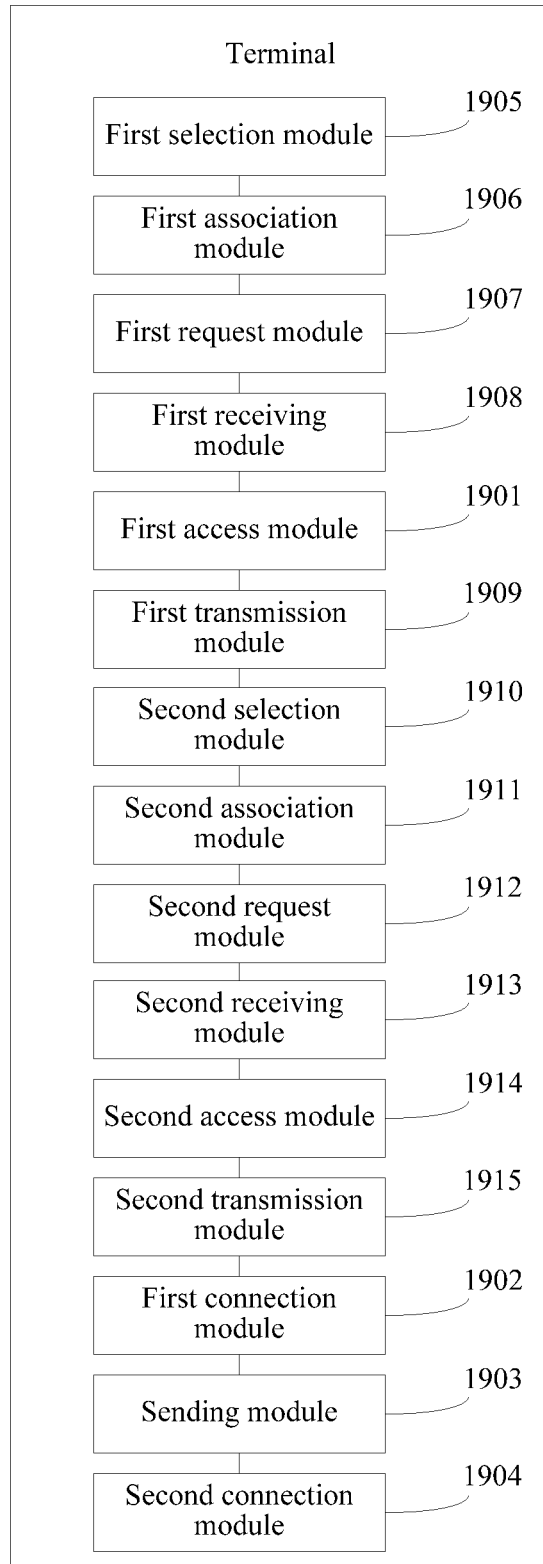 Terminal
First selection module
1905
First association
module
1906
First request module
1907
First receiving
module
1908
First access module
1901
First transmission
module
1909
Second selection
module
1910
Second association
module
1911
Second request
module
1912
Second receiving
module
1913
Second access module
1914
Second transmission
module
1915
First connection
module
1902
Sending module
1903
Second connection
module
1904